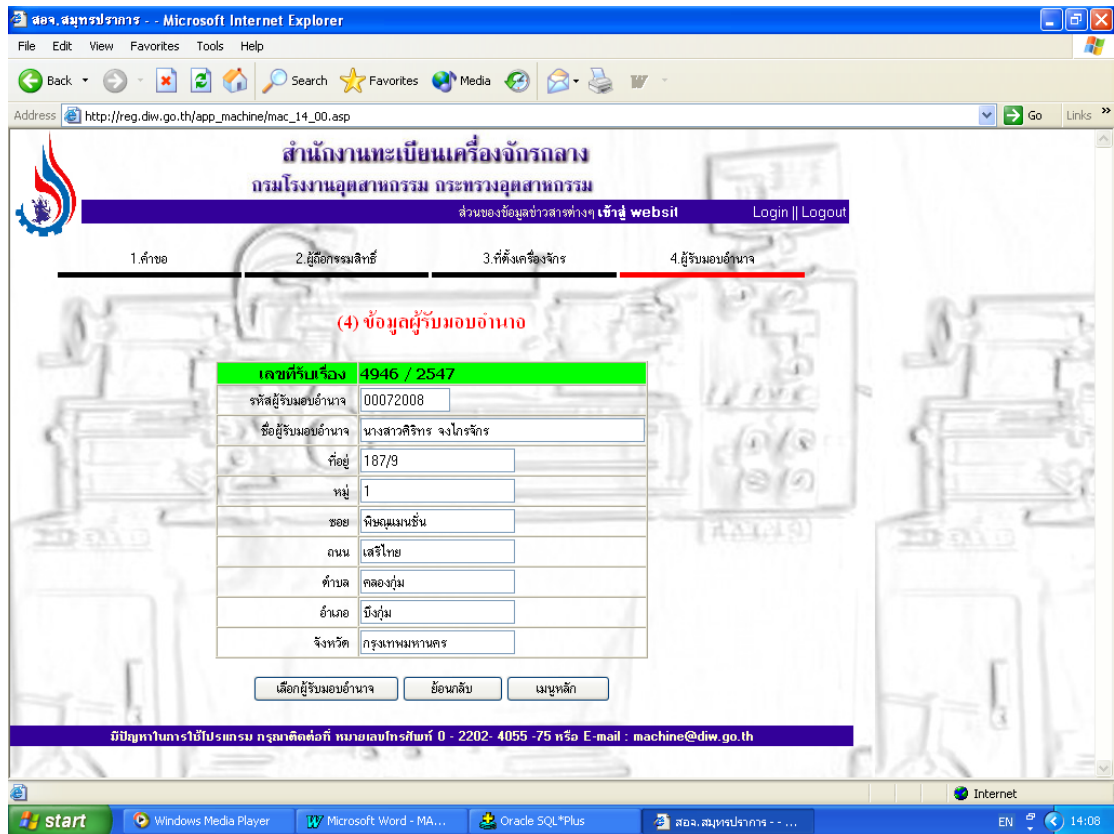 สอจ.สมุทรปราการ - - Microsoft Internet Explorer
File Edit View Favorites Tools Help
Back Search Favorites Media
Address http://reg.diw.go.th/app_machine/mac_14_00.asp Go Links »
สำนักงานทะเบียนเครื่องจักรกลาง
กรมโรงงานอุตสาหกรรม กระทรวงอุตสาหกรรม
ส่วนของข้อมูลข่าวสารต่างๆ เข้าสู่ websit Login || Logout
1.คำขอ 2.ผู้ถือกรรมสิทธิ์ 3.ที่ตั้งเครื่องจักร 4.ผู้รับมอบอำนาจ
(4) ข้อมูลผู้รับมอบอำนาจ
เลขที่รับเรื่อง 4946 / 2547
รหัสผู้รับมอบอำนาจ 00072008
ชื่อผู้รับมอบอำนาจ นางสาวศิริทร จงไกรจักร
ที่อยู่ 187/9
หมู่ 1
ซอย พิษณุแมนชั่น
ถนน เสรีไทย
ตำบล คลองกุ่ม
อำเภอ บึงกุ่ม
จังหวัด กรุงเทพมหานคร
เลือกผู้รับมอบอำนาจ ย้อนกลับ เมนูหลัก
มีปัญหาในการใช้โปรแกรม กรุณาติดต่อที่ หมายเลขโทรศัพท์ 0 - 2202- 4055 -75 หรือ E-mail : machine@diw.go.th
Internet
start Windows Media Player Microsoft Word - MA... Oracle SQL*Plus สอจ.สมุทรปราการ - - ... EN 14:08